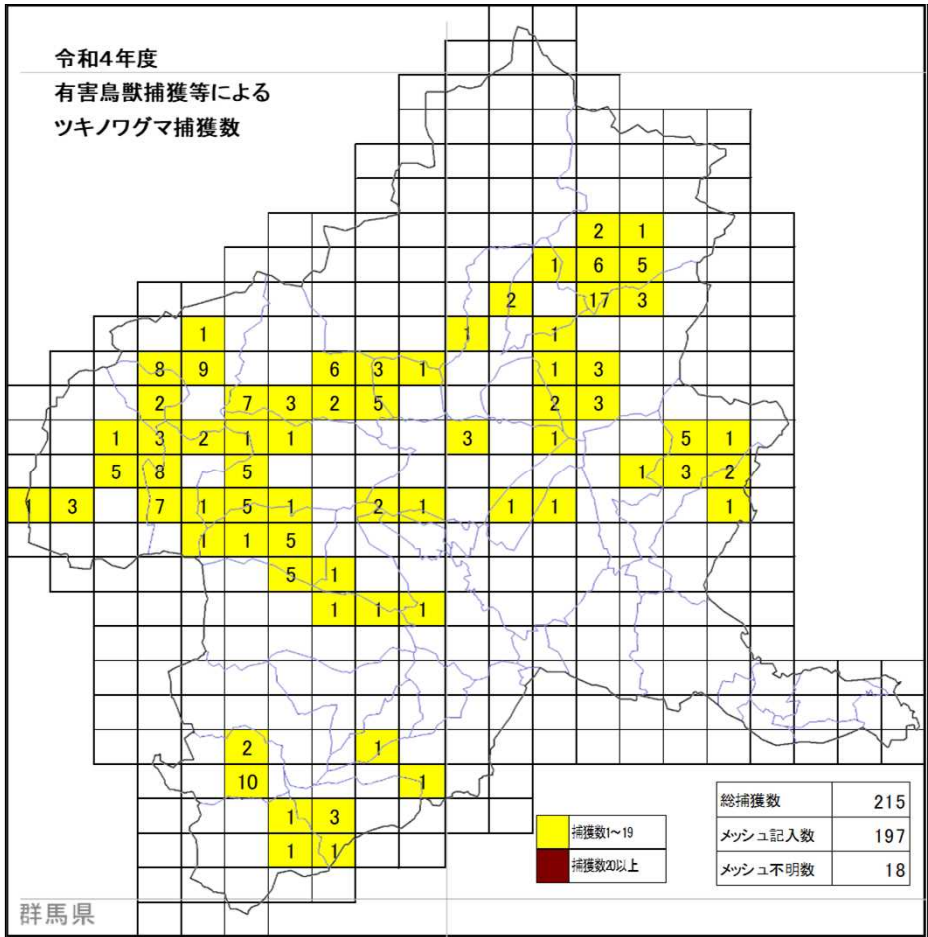 令和4年度
有害鳥獣捕獲等による
ツキノワグマ捕獲数
2 1
1 6 5
2 17 3
1 1 1
8 9 6 3 1 1 3
2 7 3 2 5 2 3
1 3 2 1 1 3 1 5 1
5 8 5 1 3 2
1 3 7 1 5 1 2 1 1 1 1
1 1 5
5 1
1 1 1
2 1
10 1
1 3
1 1
捕獲数1～19
捕獲数20以上
総捕獲数 215
メッシュ記入数 197
メッシュ不明数 18
群馬県